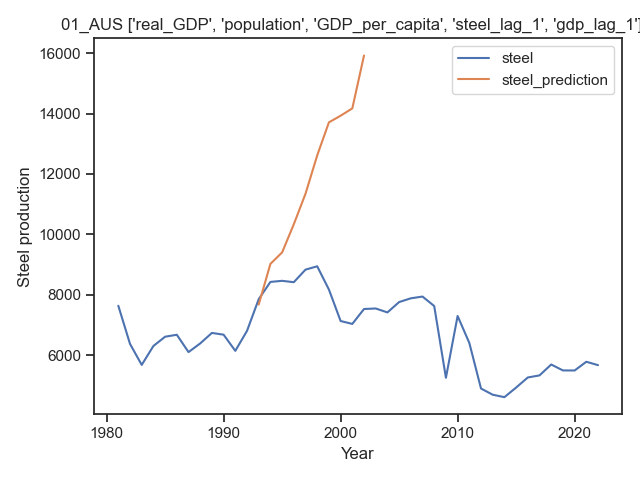 01_AUS ['real_GDP', 'population', 'GDP_per_capita', 'steel_lag_1', 'gdp_lag_1']
steel
steel_prediction
16000
14000
12000
10000
8000
6000
Steel production
1980 1990 2000 2010 2020
Year